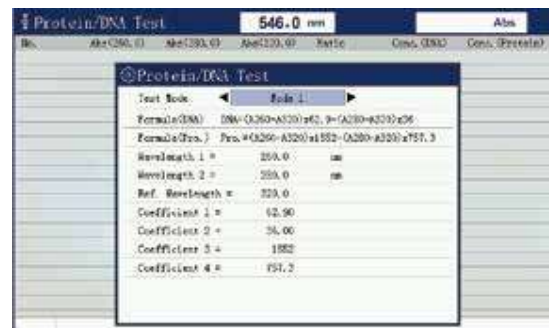 Protein/DNA Test 546.0 nm Abs
No. Abs(260.0) Abs(280.0) Abs(320.0) Ratio Conc.(DNA) Conc.(Protein)
Protein/DNA Test
Test Mode Mode 1
Formula(DNA) DNA=(A260-A320)x62.9-(A280-A320)x36
Formula(Pro.) Pro.=(A280-A320)x1552-(A260-A320)x757.3
Wavelength 1 = 260.0 nm
Wavelength 2 = 280.0 nm
Ref. Wavelength = 320.0
Coefficient 1 = 62.90
Coefficient 2 = 36.00
Coefficient 3 = 1552
Coefficient 4 = 757.3